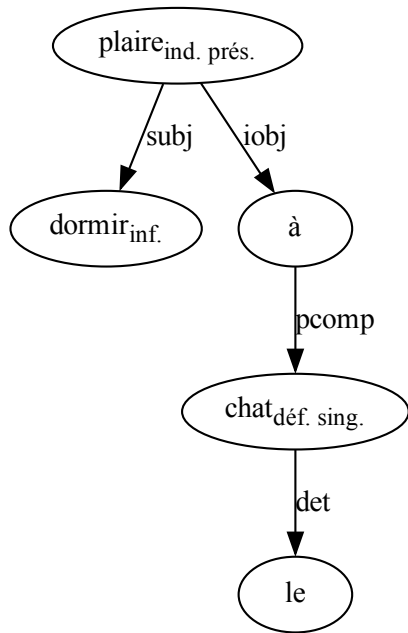 plaire ind. prés.
subj iobj
dormir inf. à
pcomp
chat déf. sing.
det
le